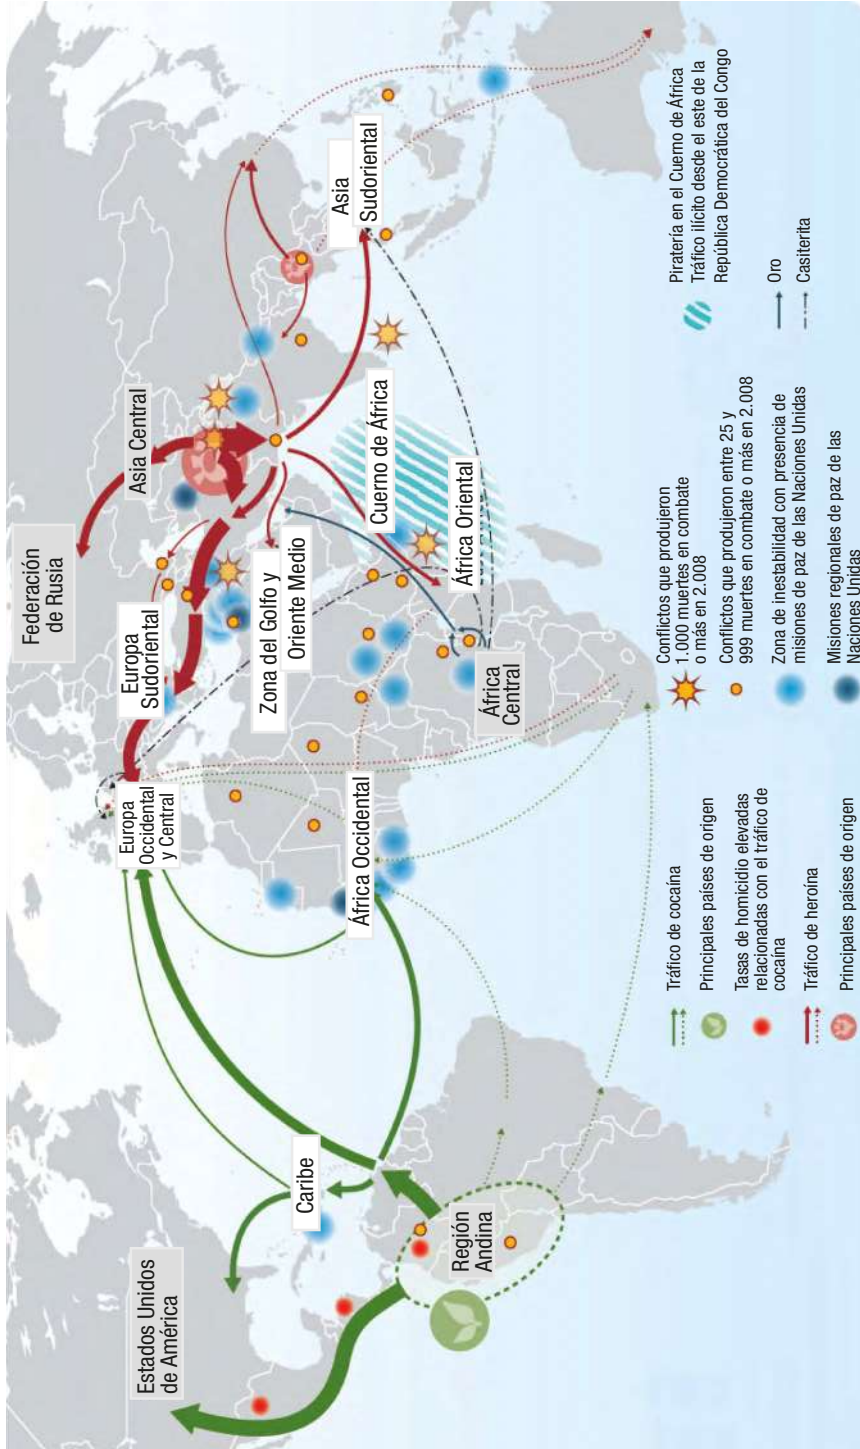 Estados Unidos
de América
Caribe
Región
Andina
Europa
Occidental
y Central
África Occidental
Europa
Sudoriental
Federación
de Rusia
Asia Central
Zona del Golfo y
Oriente Medio
Cuerno de África
África Oriental
África
Central
Asia
Sudoriental
Tráfico de cocaína
Principales países de origen
Tasas de homicidio elevadas
relacionadas con el tráfico de
cocaína
Tráfico de heroína
Principales países de origen
Conflictos que produjeron
1.000 muertes en combate
o más en 2.008
Conflictos que produjeron entre 25 y
999 muertes en combate o más en 2.008
Zona de inestabilidad con presencia de
misiones de paz de las Naciones Unidas
Misiones regionales de paz de las
Naciones Unidas
Piratería en el Cuerno de África
Tráfico ilícito desde el este de la
República Democrática del Congo
Oro
Casiterita